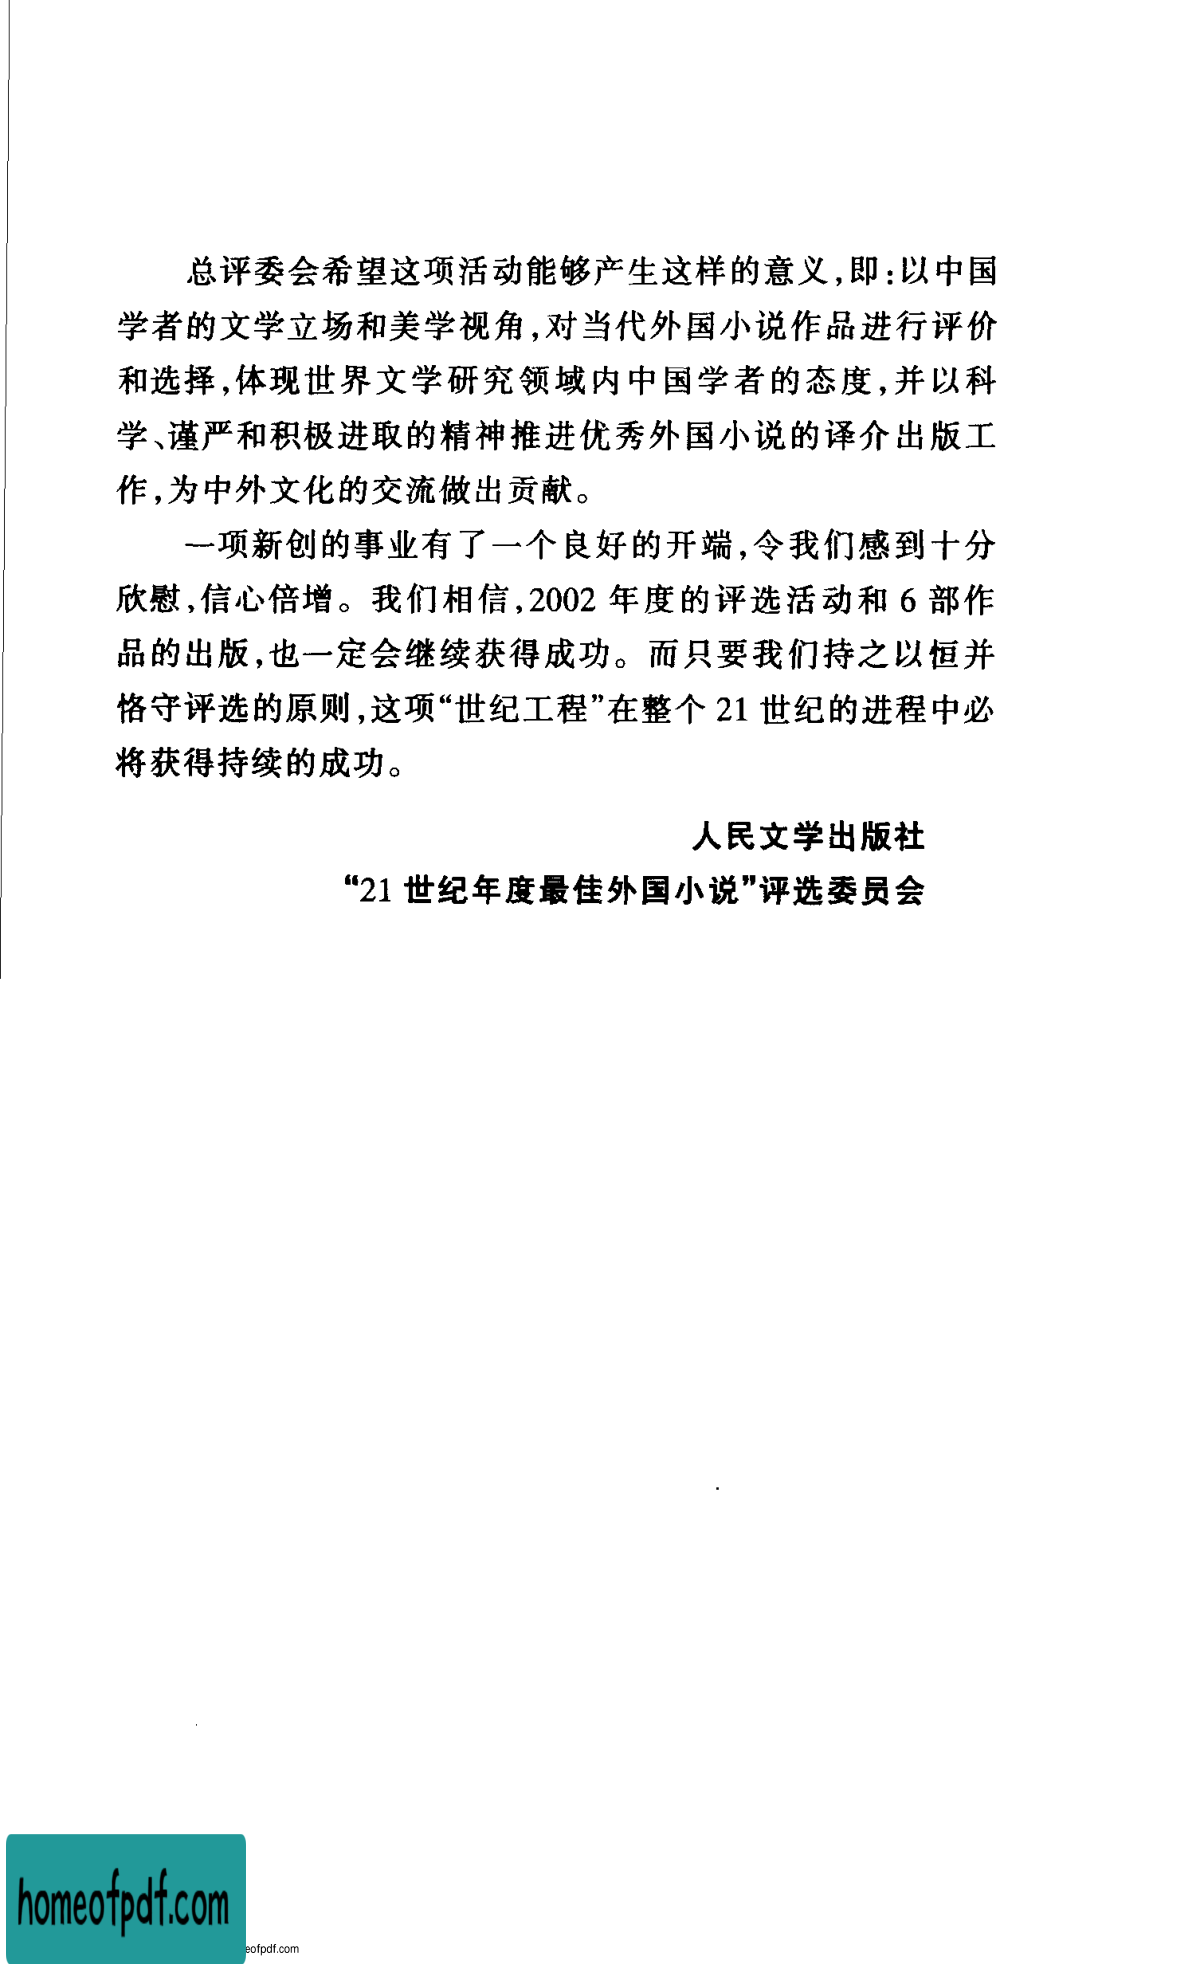 总评委会希望这项活动能够产生这样的意义,即:以中国
学者的文学立场和美学视角,对当代外国小说作品进行评价
和选择,体现世界文学研究领域内中国学者的态度,并以科
学、谨严和积极进取的精神推进优秀外国小说的译介出版工
作,为中外文化的交流做出贡献。
一项新创的事业有了一个良好的开端,令我们感到十分
欣慰,信心倍增。我们相信,2002 年度的评选活动和 6 部作
品的出版,也一定会继续获得成功。而只要我们持之以恒并
恪守评选的原则,这项“世纪工程”在整个 21 世纪的进程中必
将获得持续的成功。
人民文学出版社
“21 世纪年度最佳外国小说”评选委员会
homeofpdf.com
eofpdf.com